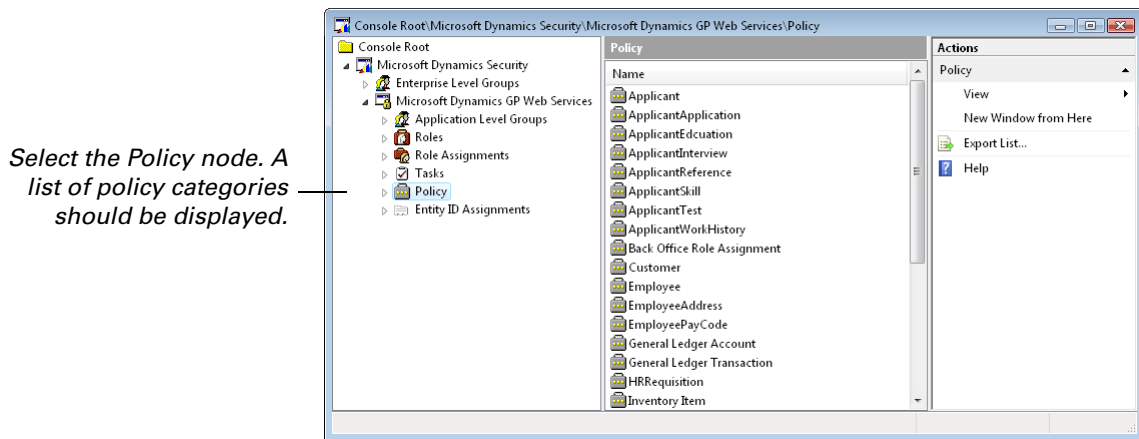 Console Root\Microsoft Dynamics Security\Microsoft Dynamics GP Web Services\Policy
Select the Policy node. A
list of policy categories
should be displayed.
Console Root
Microsoft Dynamics Security
Enterprise Level Groups
Microsoft Dynamics GP Web Services
Application Level Groups
Roles
Role Assignments
Tasks
Policy
Entity ID Assignments
Policy
Name
Applicant
ApplicantApplication
ApplicantEdcuation
ApplicantInterview
ApplicantReference
ApplicantSkill
ApplicantTest
ApplicantWorkHistory
Back Office Role Assignment
Customer
Employee
EmployeeAddress
EmployeePayCode
General Ledger Account
General Ledger Transaction
HRRequisition
Inventory Item
Actions
Policy
View
New Window from Here
Export List...
Help